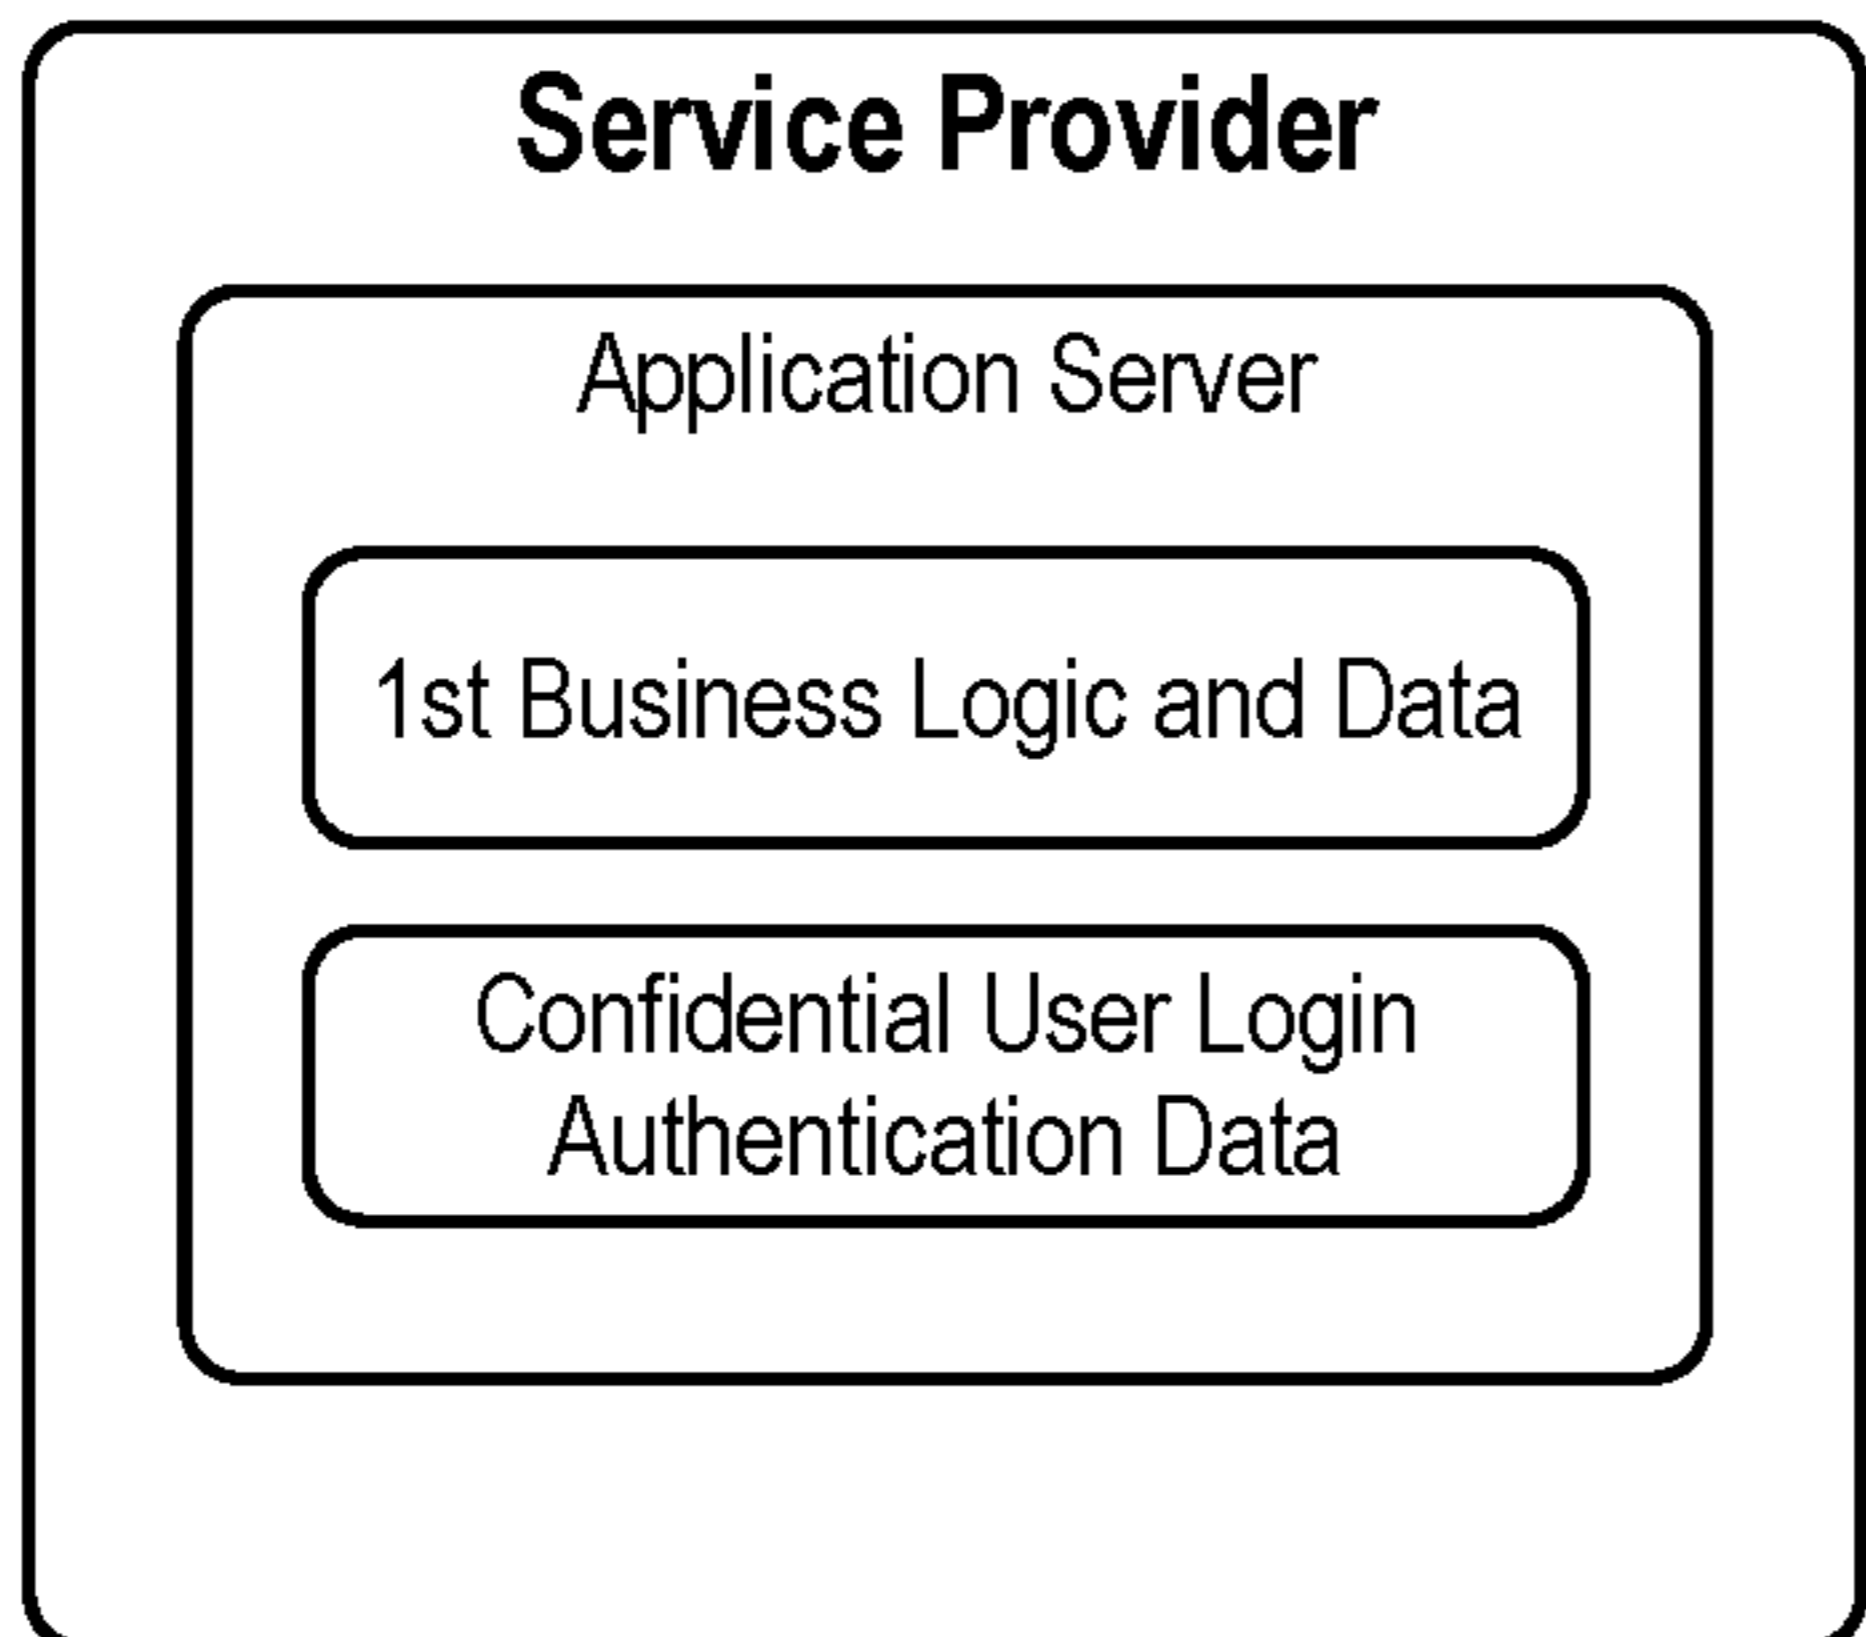 Service Provider
Application Server
1st Business Logic and Data
Confidential User Login
Authentication Data